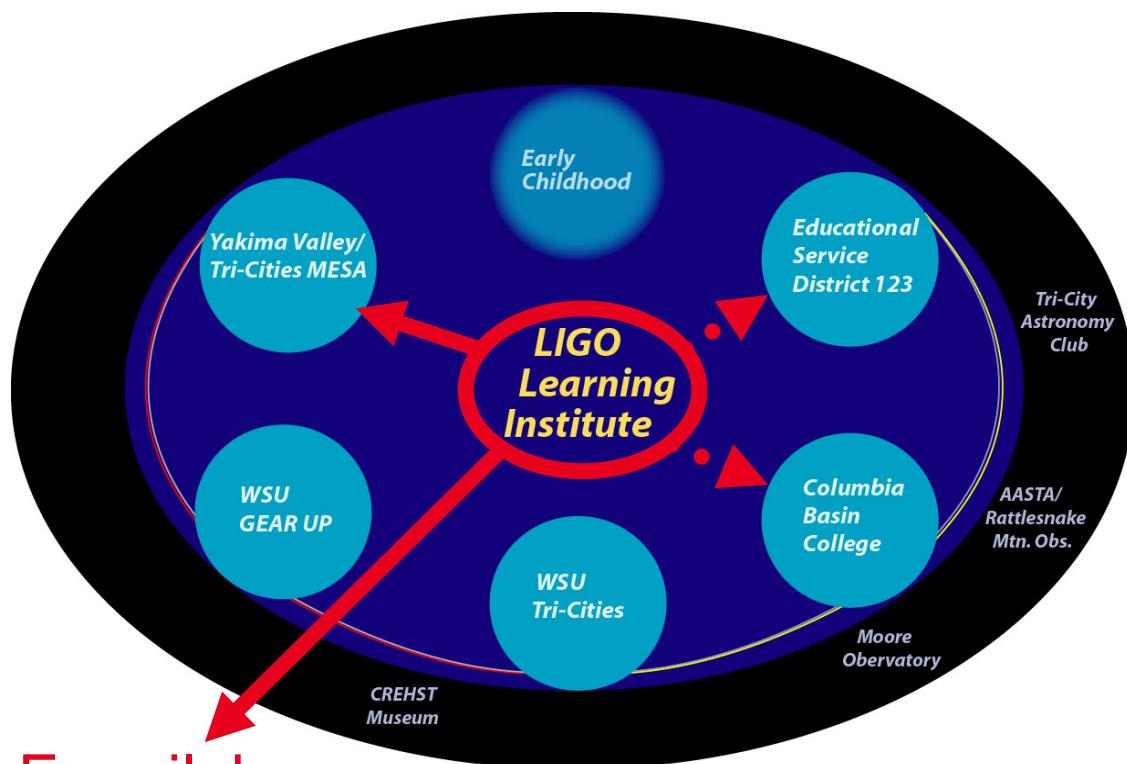 Early
Childhood
Yakima Valley/
Tri-Cities MESA
Educational
Service
District 123
Tri-City
Astronomy
Club
LIGO
Learning
Institute
WSU
GEAR UP
Columbia
Basin
College
AASTA/
Rattlesnake
Mtn. Obs.
WSU
Tri-Cities
Moore
Obervatory
CREHST
Museum